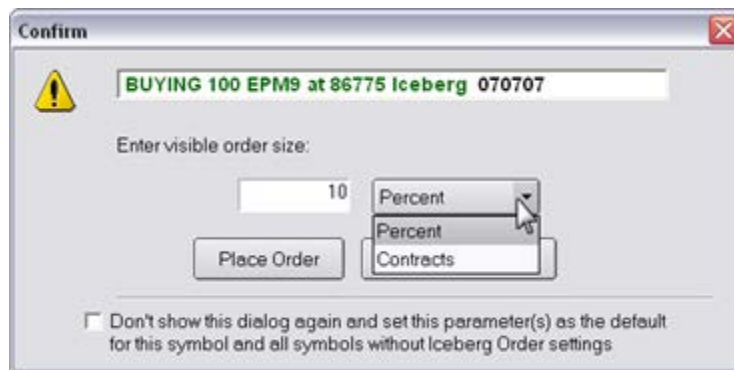 Confirm
BUYING 100 EPM9 at 86775 Iceberg 070707
Enter visible order size:
10 Percent
Percent
Place Order Contracts
Don't show this dialog again and set this parameter(s) as the default
for this symbol and all symbols without Iceberg Order settings